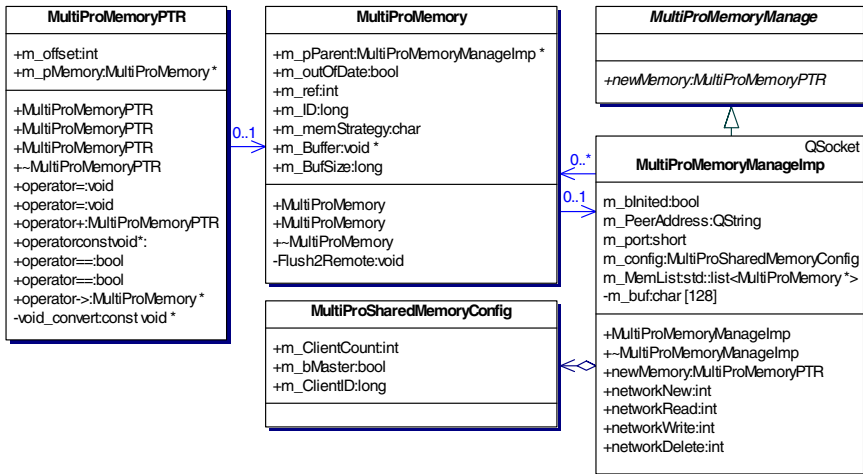 MultiProMemoryPTR
+m_offset:int
+m_pMemory:MultiProMemory *
+MultiProMemoryPTR
+MultiProMemoryPTR
+MultiProMemoryPTR
+~MultiProMemoryPTR
+operator=:void
+operator=:void
+operator+:MultiProMemoryPTR
+operatorconstvoid*:
+operator==:bool
+operator==:bool
+operator->:MultiProMemory *
-void_convert:const void *
0..1
MultiProMemory
+m_pParent:MultiProMemoryManageImp *
+m_outOfDate:bool
+m_ref:int
+m_ID:long
+m_memStrategy:char
+m_Buffer:void *
+m_BufSize:long
+MultiProMemory
+MultiProMemory
+~MultiProMemory
-Flush2Remote:void
0..*
0..1
MultiProSharedMemoryConfig
+m_ClientCount:int
+m_bMaster:bool
+m_ClientID:long
MultiProMemoryManage
+newMemory:MultiProMemoryPTR
QSocket
MultiProMemoryManageImp
m_bInited:bool
m_PeerAddress:QString
m_port:short
m_config:MultiProSharedMemoryConfig
m_MemList:std::list<MultiProMemory *>
-m_buf:char [128]
+MultiProMemoryManageImp
+~MultiProMemoryManageImp
+newMemory:MultiProMemoryPTR
+networkNew:int
+networkRead:int
+networkWrite:int
+networkDelete:int